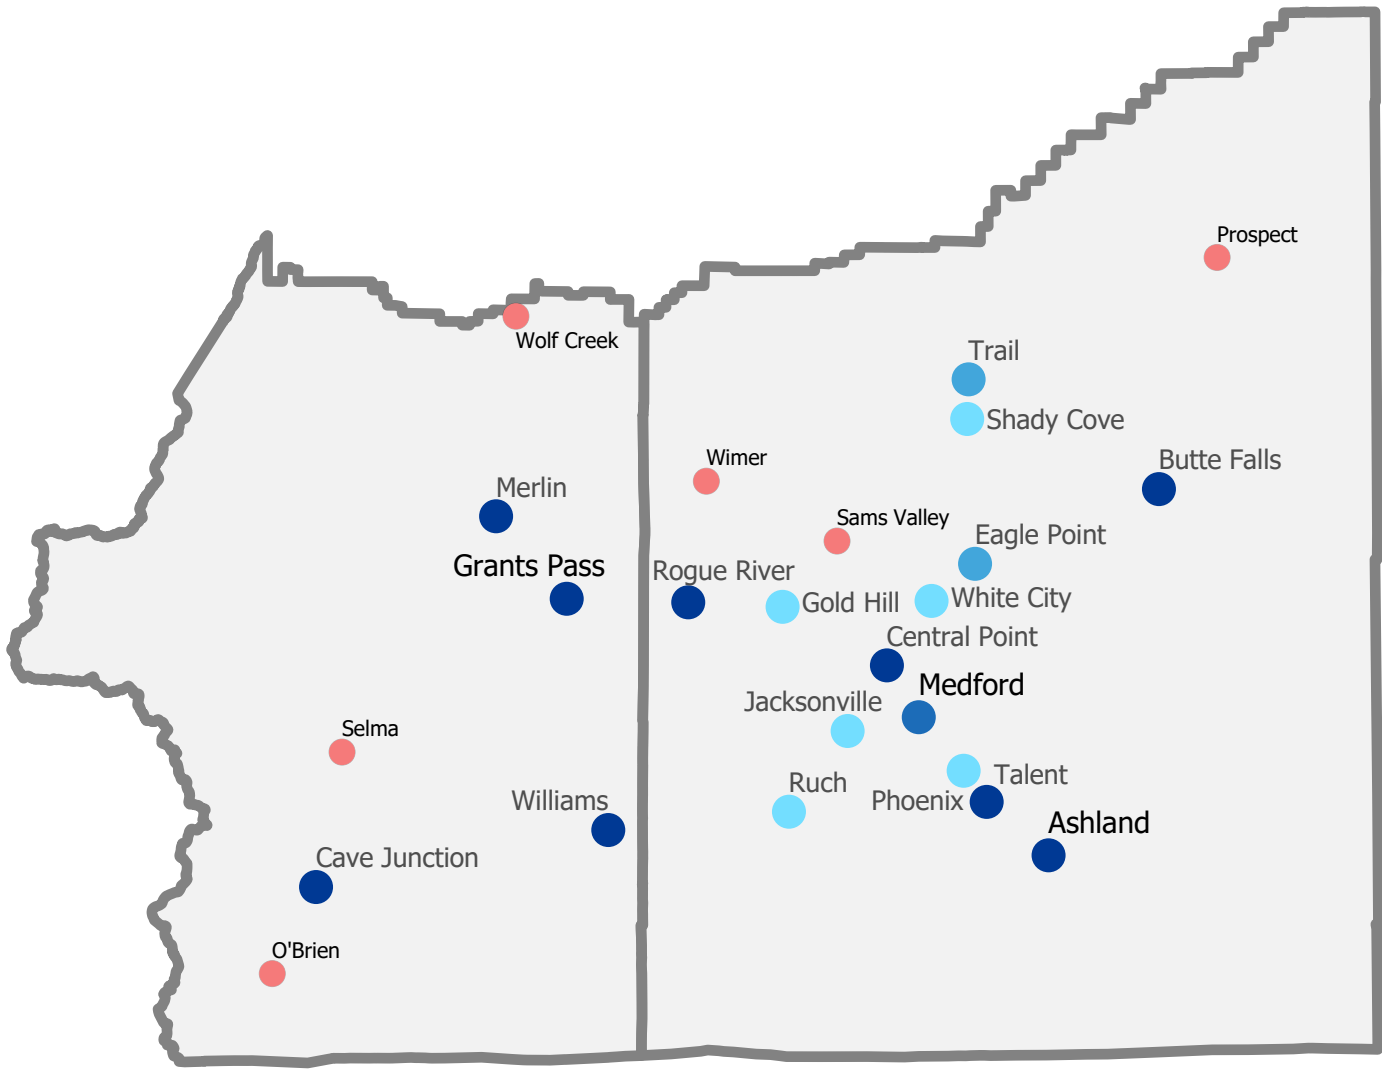 Prospect
Wolf Creek
Trail
Shady Cove
Wimer
Butte Falls
Merlin
Sams Valley
Eagle Point
Grants Pass
Rogue River
Gold Hill
White City
Central Point
Medford
Jacksonville
Selma
Talent
Ruch
Williams
Phoenix
Ashland
Cave Junction
O'Brien